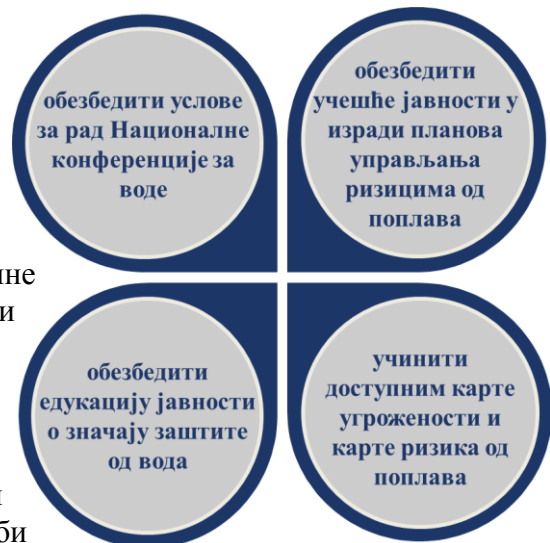 обезбедити услове
за рад Националне
конференције за
воде
обезбедити
учешће јавности у
изради планова
управљања
ризицима од
поплава
обезбедити
едукацију јавности
о значају заштите
од вода
учинити
доступним карте
угрожености и
карте ризика од
поплава